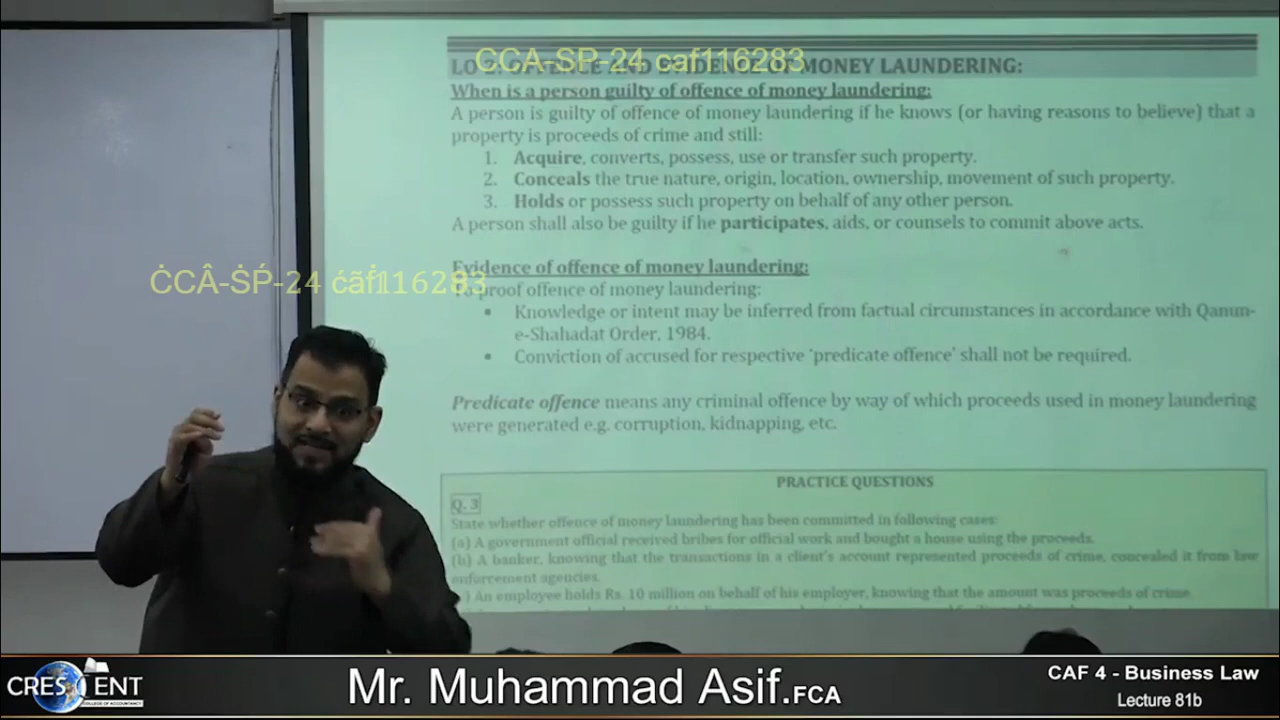 CCA-SP-24 caf116283
MONEY LAUNDERING:
When is a person guilty of offence of money laundering:
A person is guilty of offence of money laundering if he knows (or having reasons to believe) that a
property is proceeds of crime and still:
1. Acquire, converts, possess, use or transfer such property.
2. Conceals the true nature, origin, location, ownership, movement of such property.
3. Holds or possess such property on behalf of any other person.
A person shall also be guilty if he participates, aids, or counsels to commit above acts.
Evidence of offence of money laundering:
proof offence of money laundering:
• Knowledge or intent may be inferred from factual circumstances in accordance with Qanun-
e-Shahadat Order, 1984.
• Conviction of accused for respective 'predicate offence' shall not be required.
Predicate offence means any criminal offence by way of which proceeds used in money laundering
were generated e.g. corruption, kidnapping, etc.
PRACTICE QUESTIONS
Q. 3
State whether offence of money laundering has been committed in following cases:
(a) A government official received bribes for official work and bought a house using the proceeds.
(b) A banker, knowing that the transactions in a client's account represented proceeds of crime, concealed it from law
enforcement agencies.
) An employee holds Rs. 10 million on behalf of his employer, knowing that the amount was proceeds of crime.
CRESCENT
COLLEGE OF ACCOUNTANCY
Mr. Muhammad Asif.FCA
CAF 4 - Business Law
Lecture 81b